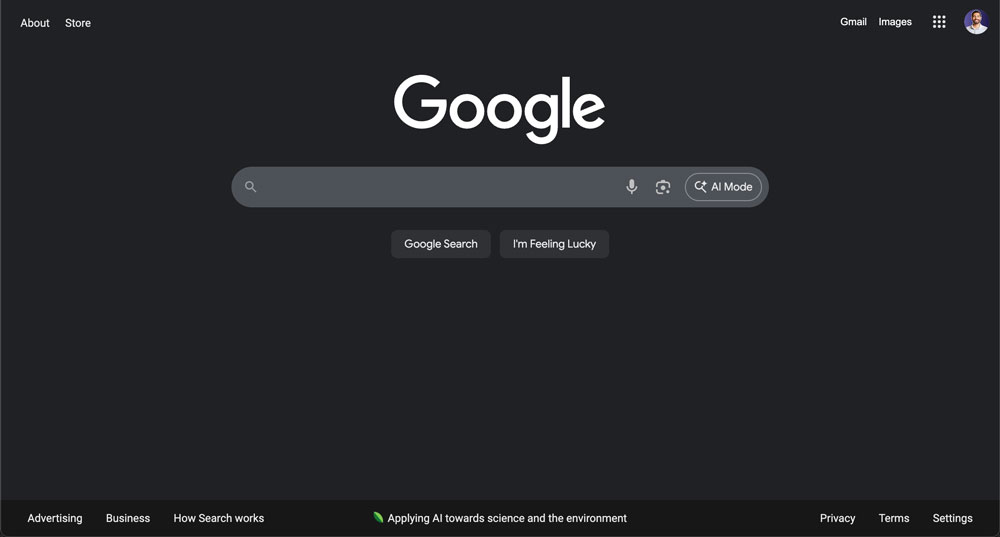 About Store Gmail Images
Google
AI Mode
Google Search I'm Feeling Lucky
Advertising Business How Search works Applying AI towards science and the environment Privacy Terms Settings